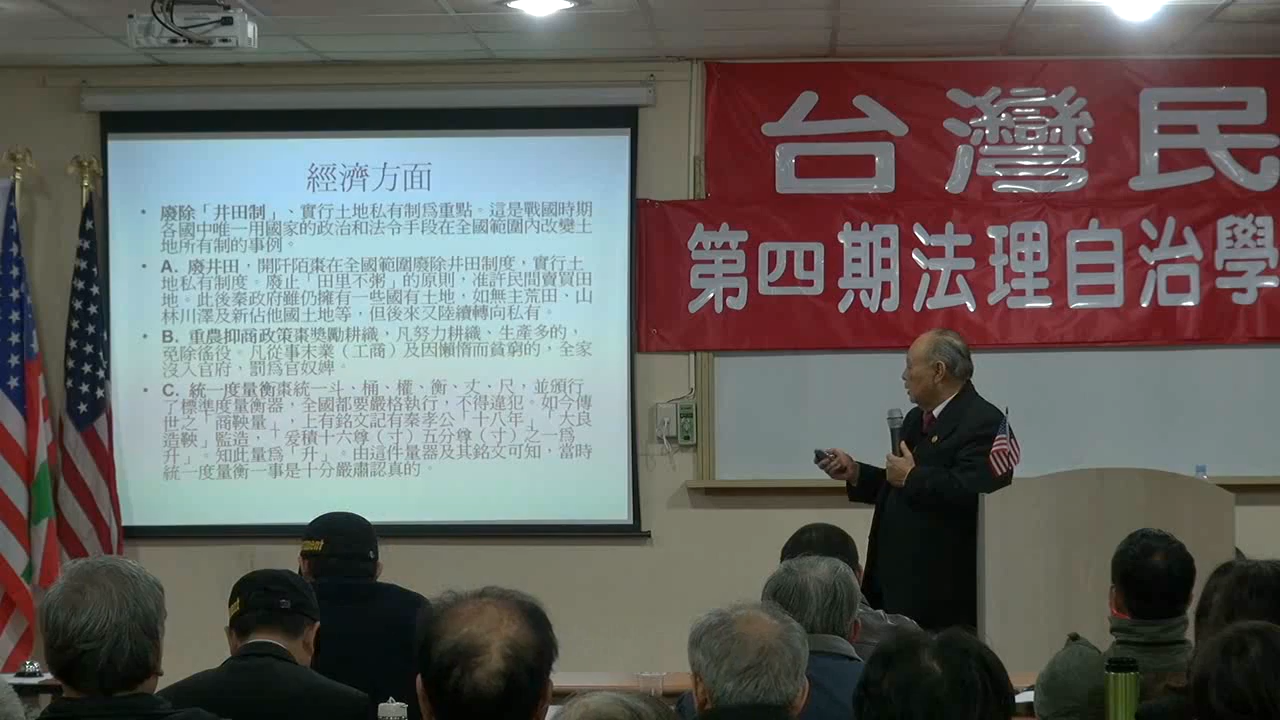 經濟方面
• 廢除「井田制」、實行土地私有制爲重點。這是戰國時期
各國中唯一用國家的政治和法令手段在全國範圍內改變土
地所有制的事例。
• A. 廢井田，開阡陌棗在全國範圍廢除井田制度，實行土
地私有制度。廢止「田里不粥」的原則，准許民間賣買田
地。此後秦政府雖仍擁有一些國有土地，如無主荒田、山
林川澤及新佔他國土地等，但後來又陸續轉向私有。
• B. 重農抑商政策棗獎勵耕織，凡努力耕織、生產多的，
免除徭役。凡從事末業（工商）及因懶惰而貧窮的，全家
沒入官府，罰爲官奴婢。
• C. 統一度量衡棗統一斗、桶、權、衡、丈、尺，並頒行
了標準度量衡器，全國都要嚴格執行，不得違犯。如今傳
世之「商鞅量」，上有銘文記有秦孝公「十八年」「大良
造鞅」監造，「爰積十六尊（寸）五分尊（寸）之一爲
升」。知此量爲「升」。由這件量器及其銘文可知，當時
統一度量衡一事是十分嚴肅認真的。
台灣民
第四期法理自治學